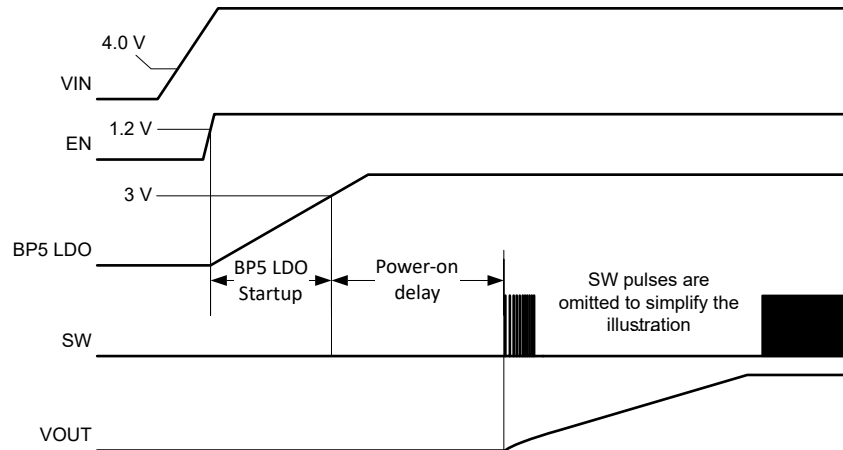 4.0 V
VIN
1.2 V
EN
3 V
BP5 LDO
BP5 LDO
Startup
Power-on
delay
SW pulses are
omitted to simplify the
illustration
SW
VOUT